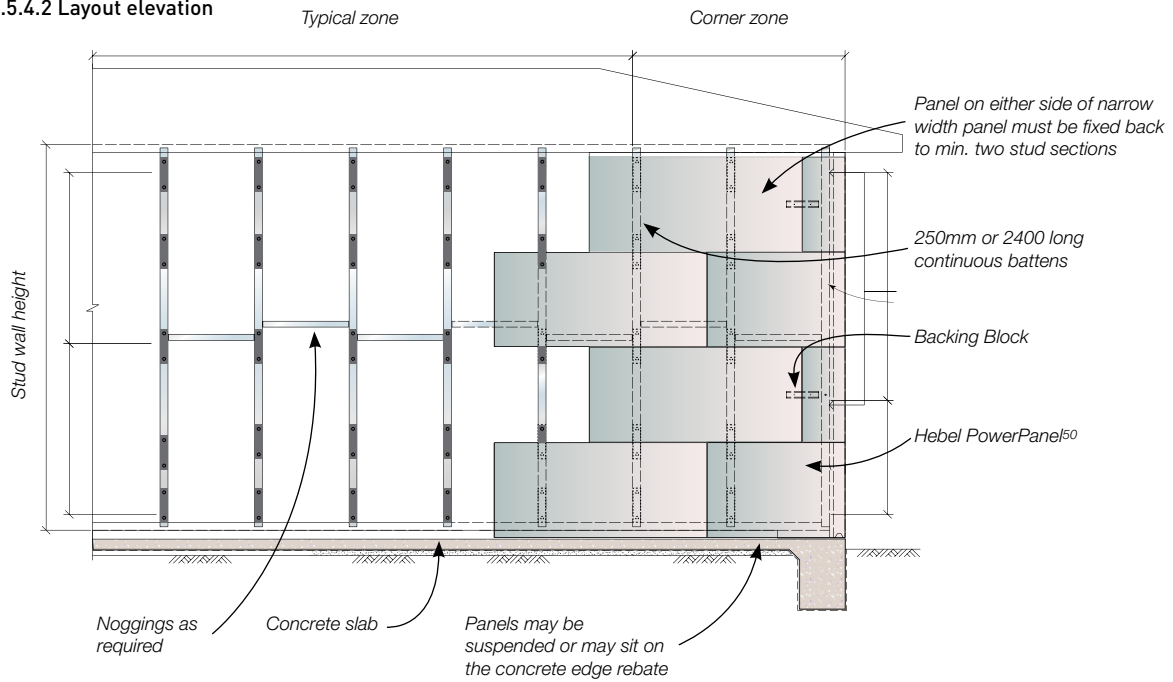 .5.4.2 Layout elevation
Typical zone
Corner zone
Panel on either side of narrow
width panel must be fixed back
to min. two stud sections
250mm or 2400 long
continuous battens
Stud wall height
Backing Block
Hebel PowerPanel50
Noggings as
required
Concrete slab
Panels may be
suspended or may sit on
the concrete edge rebate